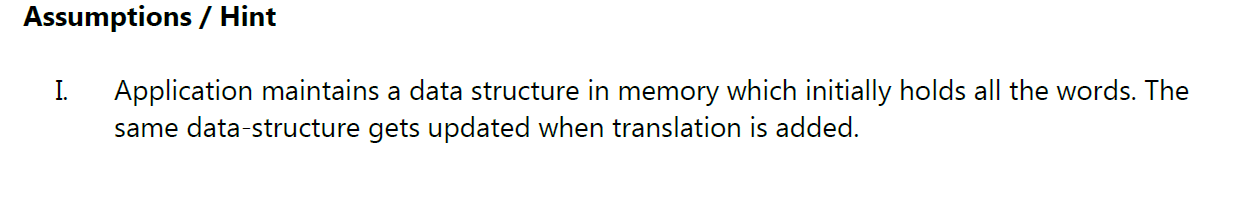 Assumptions / Hint
I. Application maintains a data structure in memory which initially holds all the words. The
same data-structure gets updated when translation is added.